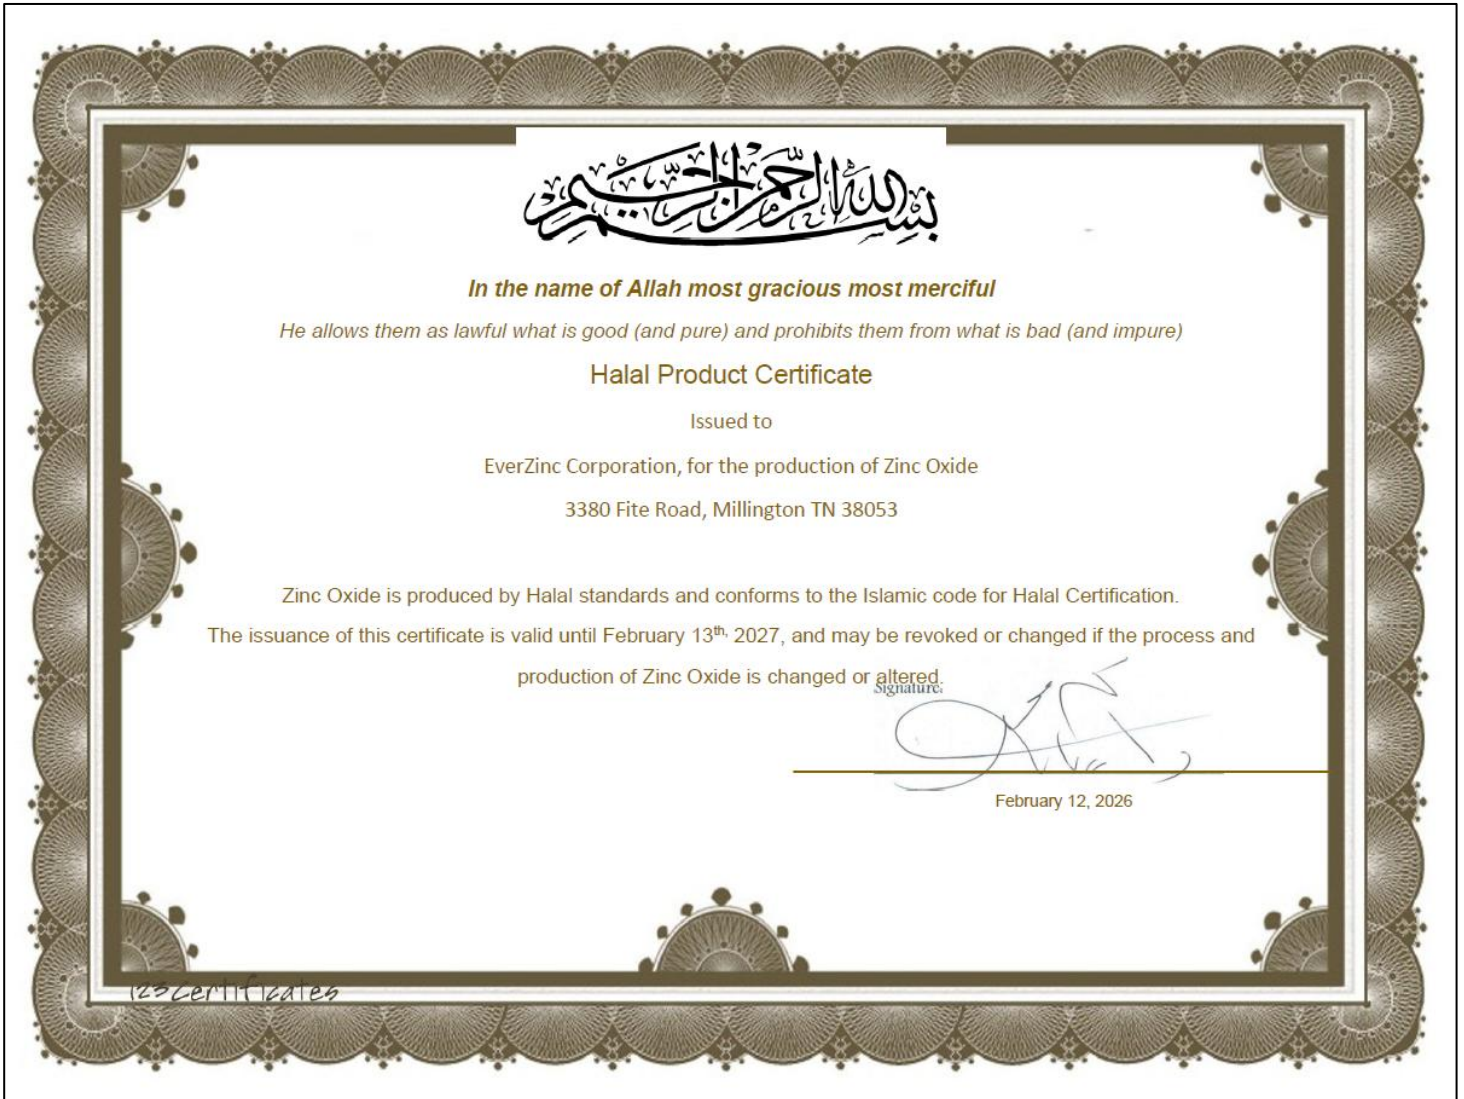 بسم الله الرحمن الرحيم
In the name of Allah most gracious most merciful
He allows them as lawful what is good (and pure) and prohibits them from what is bad (and impure)
Halal Product Certificate
Issued to
EverZinc Corporation, for the production of Zinc Oxide
3380 Fite Road, Millington TN 38053
Zinc Oxide is produced by Halal standards and conforms to the Islamic code for Halal Certification.
The issuance of this certificate is valid until February 13th, 2027, and may be revoked or changed if the process and
production of Zinc Oxide is changed or altered.
Signature:
February 12, 2026
123Certificates